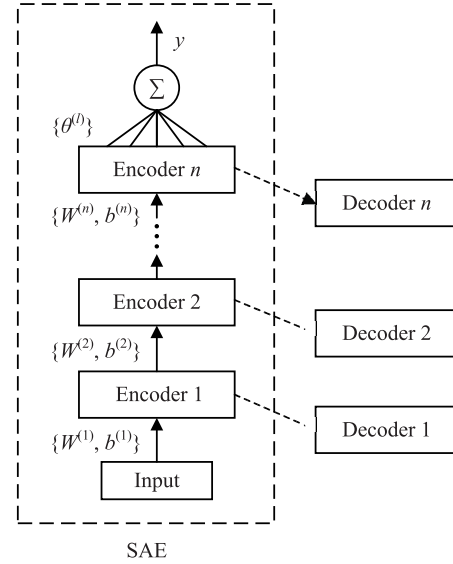 y
Σ
{θ^(l)}
Encoder n
Decoder n
{W^(n), b^(n)}
Encoder 2
Decoder 2
{W^(2), b^(2)}
Encoder 1
Decoder 1
{W^(1), b^(1)}
Input
SAE